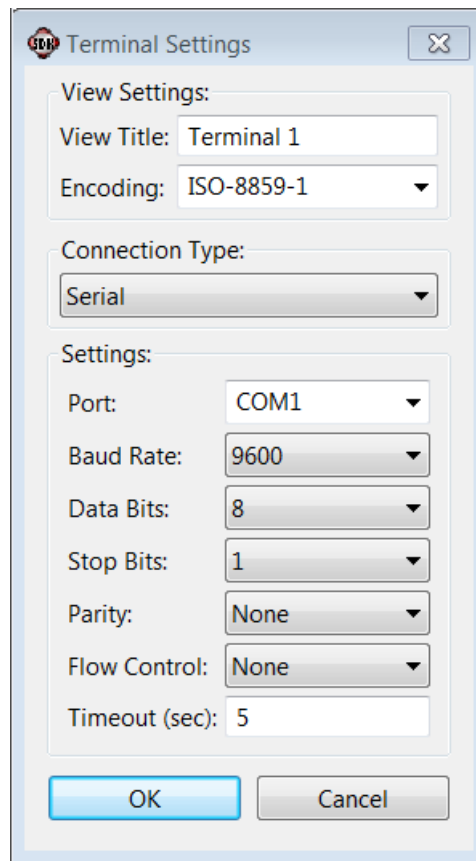 SDK Terminal Settings
View Settings:
View Title: Terminal 1
Encoding: ISO-8859-1
Connection Type:
Serial
Settings:
Port: COM1
Baud Rate: 9600
Data Bits: 8
Stop Bits: 1
Parity: None
Flow Control: None
Timeout (sec): 5
OK Cancel